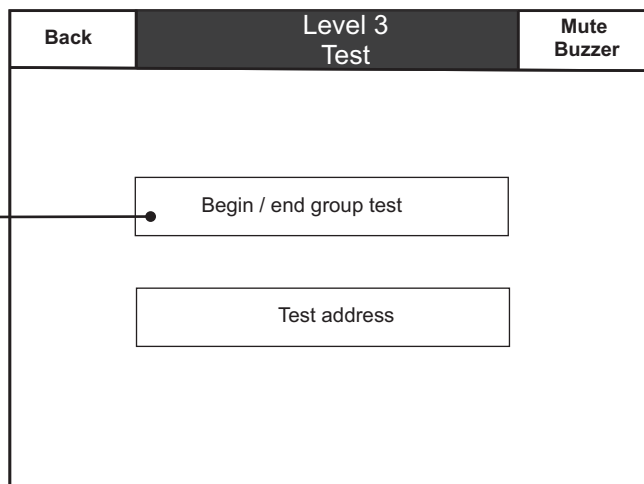 Back
Level 3
Test
Mute
Buzzer
Begin / end group test
Test address